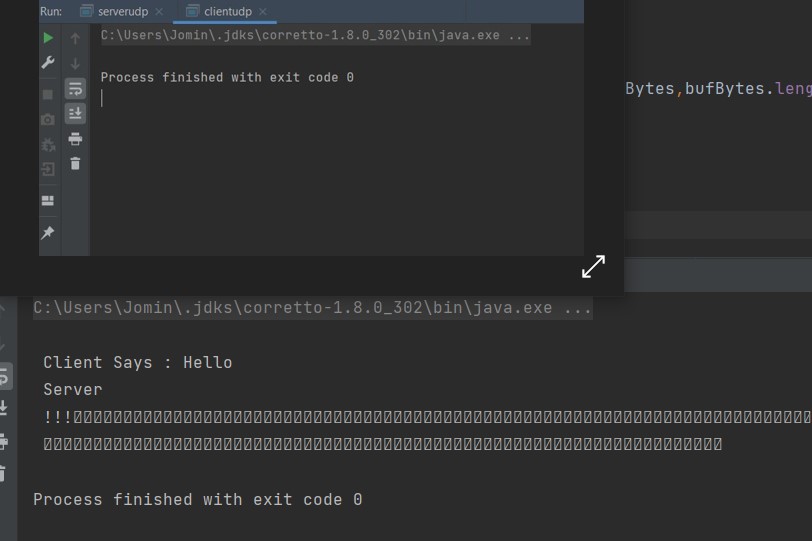 Run: serverudp × clientudp ×
C:\Users\Jomin\.jdks\corretto-1.8.0_302\bin\java.exe ...
Process finished with exit code 0
Bytes,bufBytes.leng
C:\Users\Jomin\.jdks\corretto-1.8.0_302\bin\java.exe ...
Client Says : Hello
Server
!!!
Process finished with exit code 0